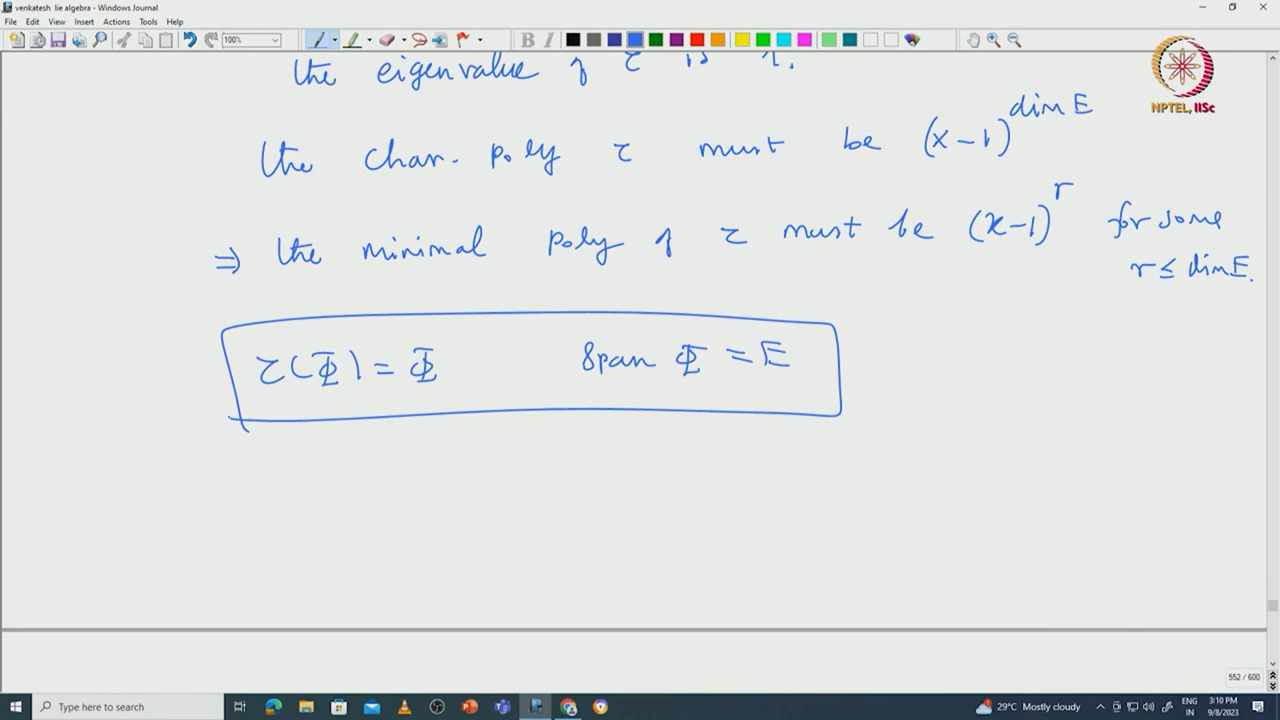 venkatesh lie algebra - Windows Journal
File Edit View Insert Actions Tools Help
100%
NPTEL, IISc
the eigenvalue of τ is 1.
the char. poly τ must be (x-1)^{dim E}
⇒ the minimal poly of τ must be (x-1)^r for some
r ≤ dim E.
τ(Φ) = Φ span Φ = E
552 / 600
Type here to search
29°C Mostly cloudy
ENG
IN
3:10 PM
9/8/2023